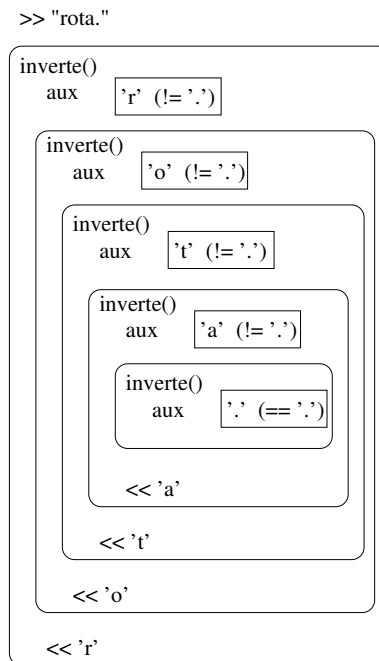 >> "rota."
inverte()
aux 'r' (!= '.')
inverte()
aux 'o' (!= '.')
inverte()
aux 't' (!= '.')
inverte()
aux 'a' (!= '.')
inverte()
aux '.' (== '.')
<< 'a'
<< 't'
<< 'o'
<< 'r'